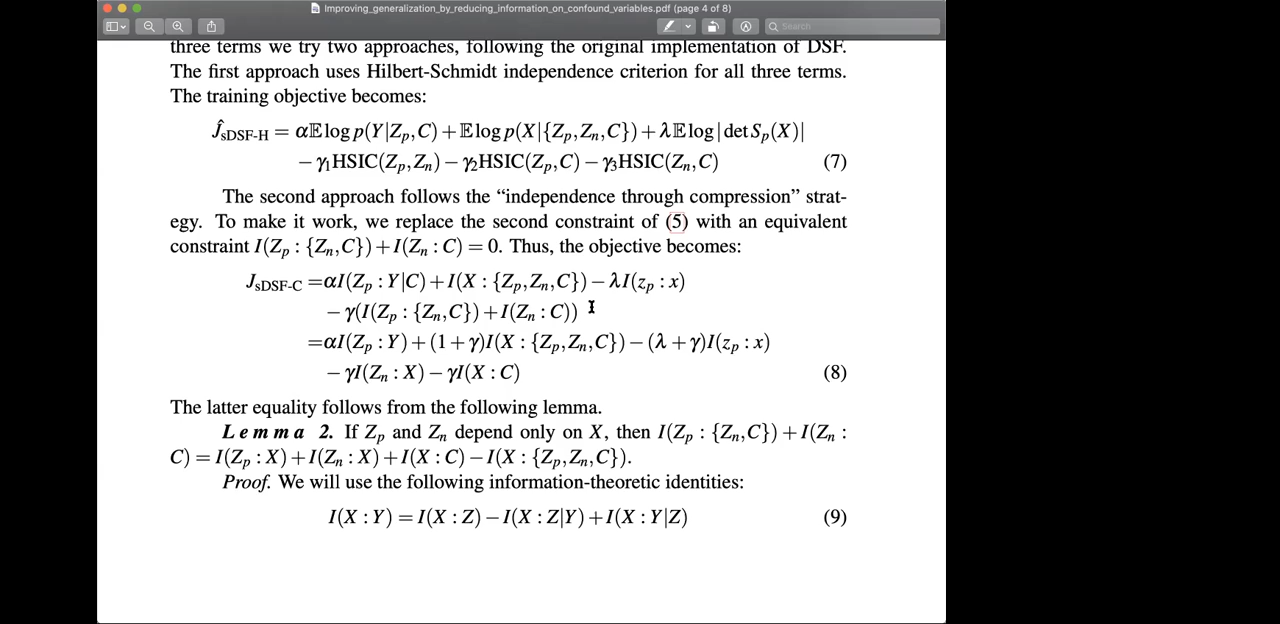 Improving_generalization_by_reducing_information_on_confound_variables.pdf (page 4 of 8)
Search
three terms we try two approaches, following the original implementation of DSF.
The first approach uses Hilbert-Schmidt independence criterion for all three terms.
The training objective becomes:
Ĵ_sDSF-H = α𝔼 log p(Y|Z_p,C) + 𝔼 log p(X|{Z_p,Z_n,C}) + λ𝔼 log |det S_p(X)|
− γ₁HSIC(Z_p,Z_n) − γ₂HSIC(Z_p,C) − γ₃HSIC(Z_n,C) (7)
The second approach follows the “independence through compression” strat-
egy. To make it work, we replace the second constraint of (5) with an equivalent
constraint I(Z_p : {Z_n,C}) + I(Z_n : C) = 0. Thus, the objective becomes:
J_sDSF-C =αI(Z_p : Y|C) + I(X : {Z_p,Z_n,C}) − λI(z_p : x)
− γ(I(Z_p : {Z_n,C}) + I(Z_n : C))
=αI(Z_p : Y) + (1 + γ)I(X : {Z_p,Z_n,C}) − (λ + γ)I(z_p : x)
− γI(Z_n : X) − γI(X : C) (8)
The latter equality follows from the following lemma.
Lemma 2. If Z_p and Z_n depend only on X, then I(Z_p : {Z_n,C}) + I(Z_n :
C) = I(Z_p : X) + I(Z_n : X) + I(X : C) − I(X : {Z_p,Z_n,C}).
Proof. We will use the following information-theoretic identities:
I(X : Y) = I(X : Z) − I(X : Z|Y) + I(X : Y|Z) (9)